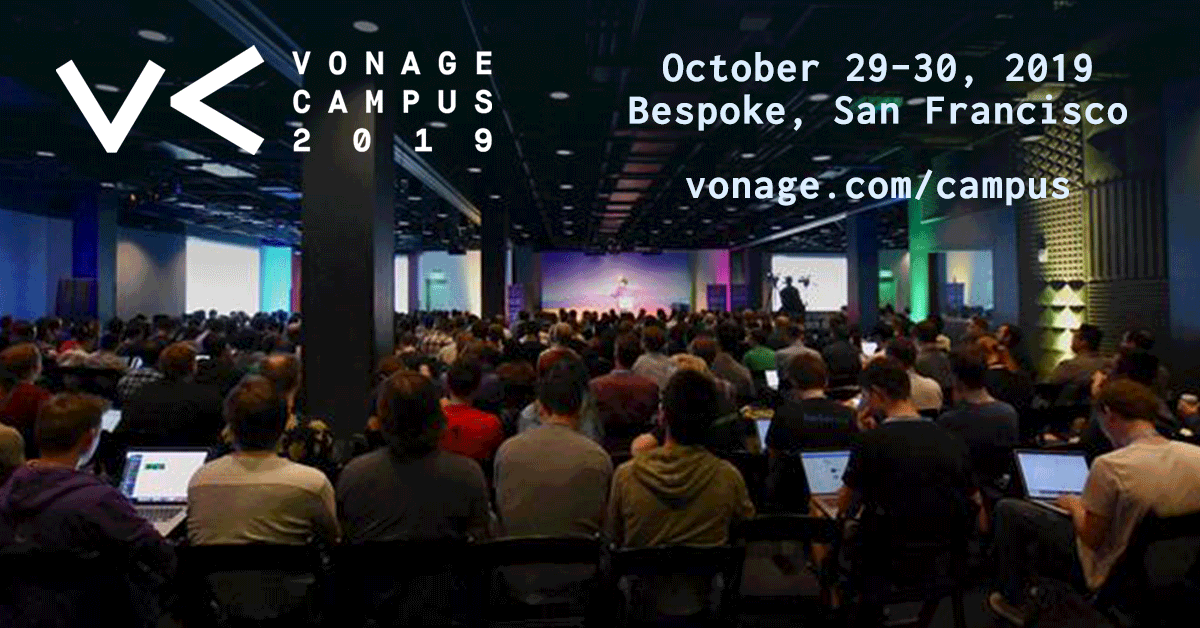 VONAGE
CAMPUS
2019
October 29-30, 2019
Bespoke, San Francisco
vonage.com/campus